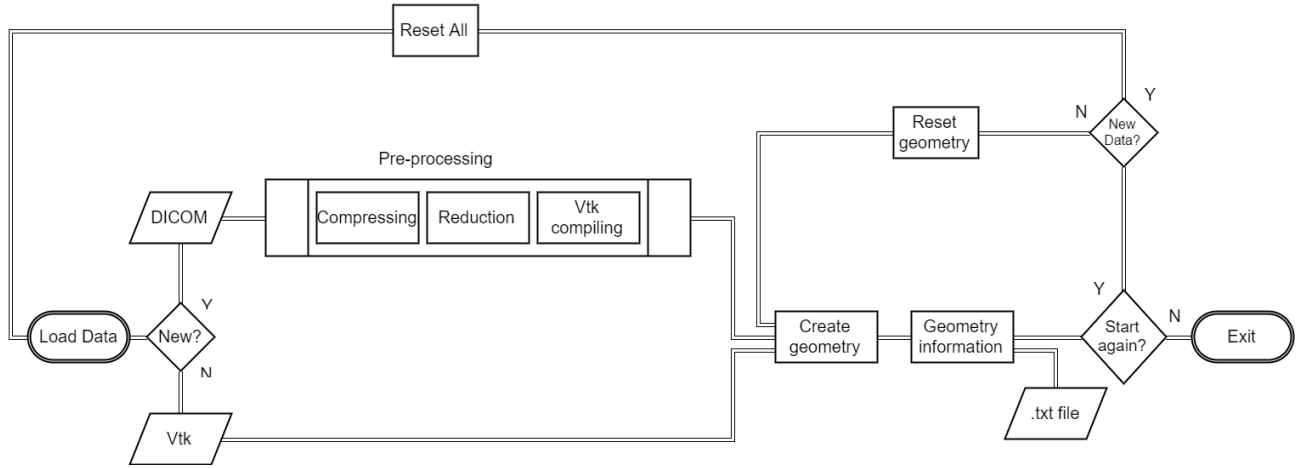 Reset All
Y
N
Reset
geometry
New
Data?
Pre-processing
DICOM
Compressing
Reduction
Vtk
compiling
Y
Load Data
New?
N
Vtk
Create
geometry
Geometry
information
Y
Start
again?
N
Exit
.txt file